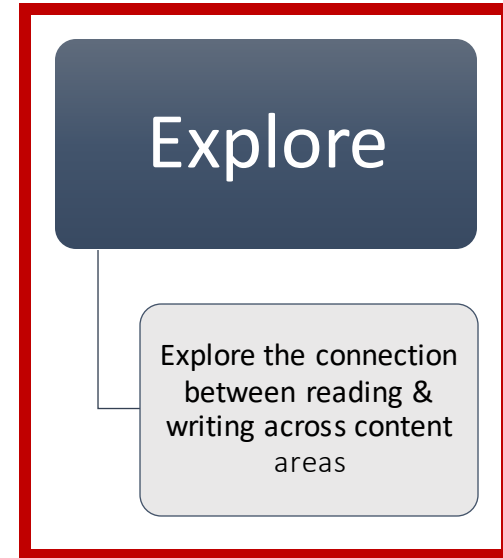 Explore
Explore the connection
between reading &
writing across content
areas